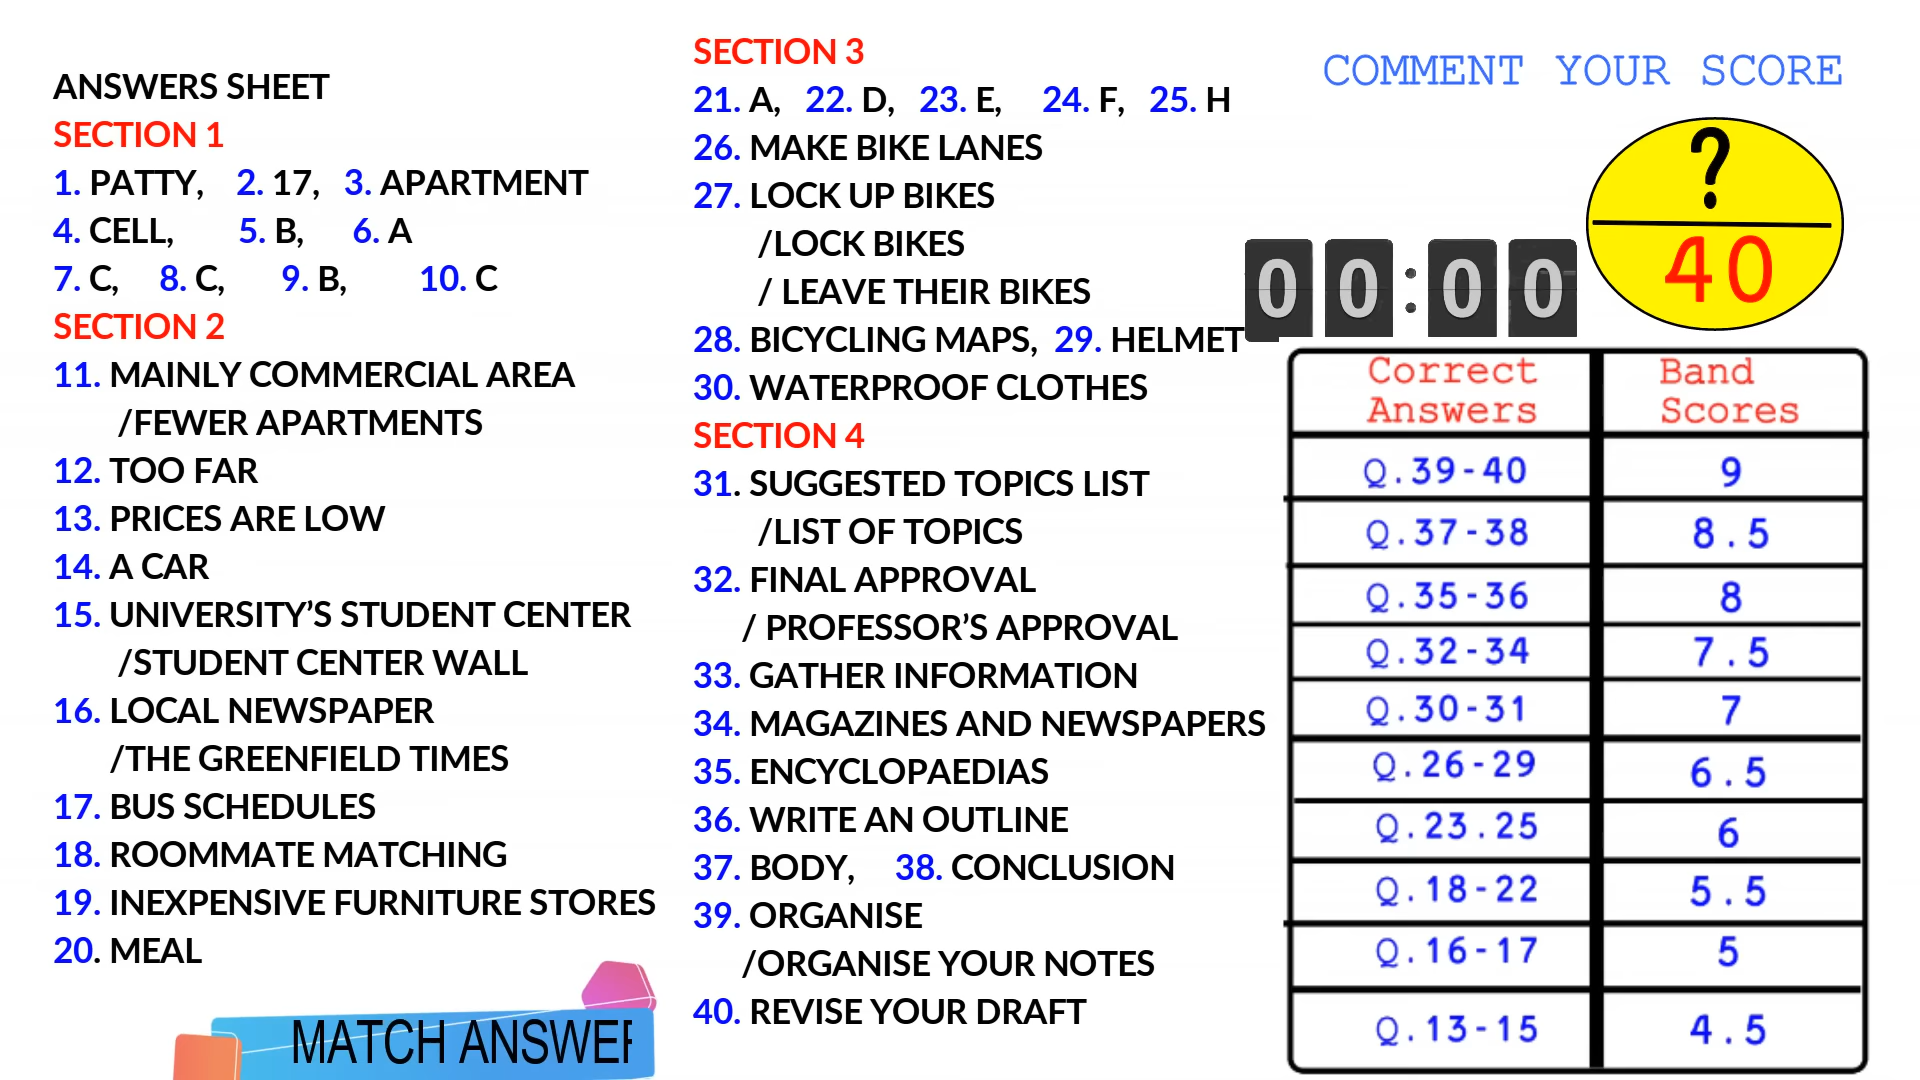 ANSWERS SHEET
SECTION 1
1. PATTY, 2. 17, 3. APARTMENT
4. CELL, 5. B, 6. A
7. C, 8. C, 9. B, 10. C
SECTION 2
11. MAINLY COMMERCIAL AREA
/FEWER APARTMENTS
12. TOO FAR
13. PRICES ARE LOW
14. A CAR
15. UNIVERSITY'S STUDENT CENTER
/STUDENT CENTER WALL
16. LOCAL NEWSPAPER
/THE GREENFIELD TIMES
17. BUS SCHEDULES
18. ROOMMATE MATCHING
19. INEXPENSIVE FURNITURE STORES
20. MEAL
MATCH ANSWER
SECTION 3
21. A, 22. D, 23. E, 24. F, 25. H
26. MAKE BIKE LANES
27. LOCK UP BIKES
/LOCK BIKES
/ LEAVE THEIR BIKES
28. BICYCLING MAPS, 29. HELMET
30. WATERPROOF CLOTHES
SECTION 4
31. SUGGESTED TOPICS LIST
/LIST OF TOPICS
32. FINAL APPROVAL
/ PROFESSOR'S APPROVAL
33. GATHER INFORMATION
34. MAGAZINES AND NEWSPAPERS
35. ENCYCLOPAEDIAS
36. WRITE AN OUTLINE
37. BODY, 38. CONCLUSION
39. ORGANISE
/ORGANISE YOUR NOTES
40. REVISE YOUR DRAFT
COMMENT YOUR SCORE
?
40
00:00
Correct Answers Band Scores
Q.39-40 9
Q.37-38 8.5
Q.35-36 8
Q.32-34 7.5
Q.30-31 7
Q.26-29 6.5
Q.23.25 6
Q.18-22 5.5
Q.16-17 5
Q.13-15 4.5